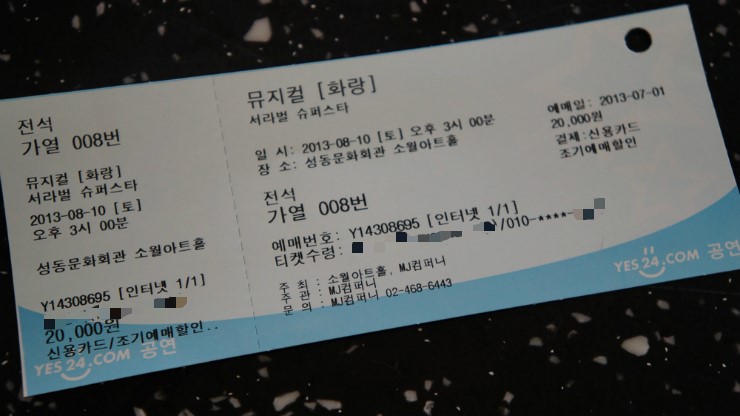 전석
가열 008번
뮤지컬 [화랑]
서라벌 슈퍼스타
2013-08-10 [토]
오후 3시 00분
성동문화회관 소월아트홀
Y14308695 [인터넷 1/1]
20,000원
신용카드/조기예매할인..
YES24.COM 공연
뮤지컬 [화랑]
서라벌 슈퍼스타
일 시: 2013-08-10 [토] 오후 3시 00분
장 소: 성동문화회관 소월아트홀
전석
가열 008번
예매번호: Y14308695 [인터넷 1/1]
티켓수령: )/010-****-
주 최 : 소월아트홀, MJ컴퍼니
주 관 : MJ컴퍼니
문 의 : MJ컴퍼니 02-468-6443
예매일: 2013-07-01
20,000원
결제:신용카드
조기예매할인
YES24.COM 공연